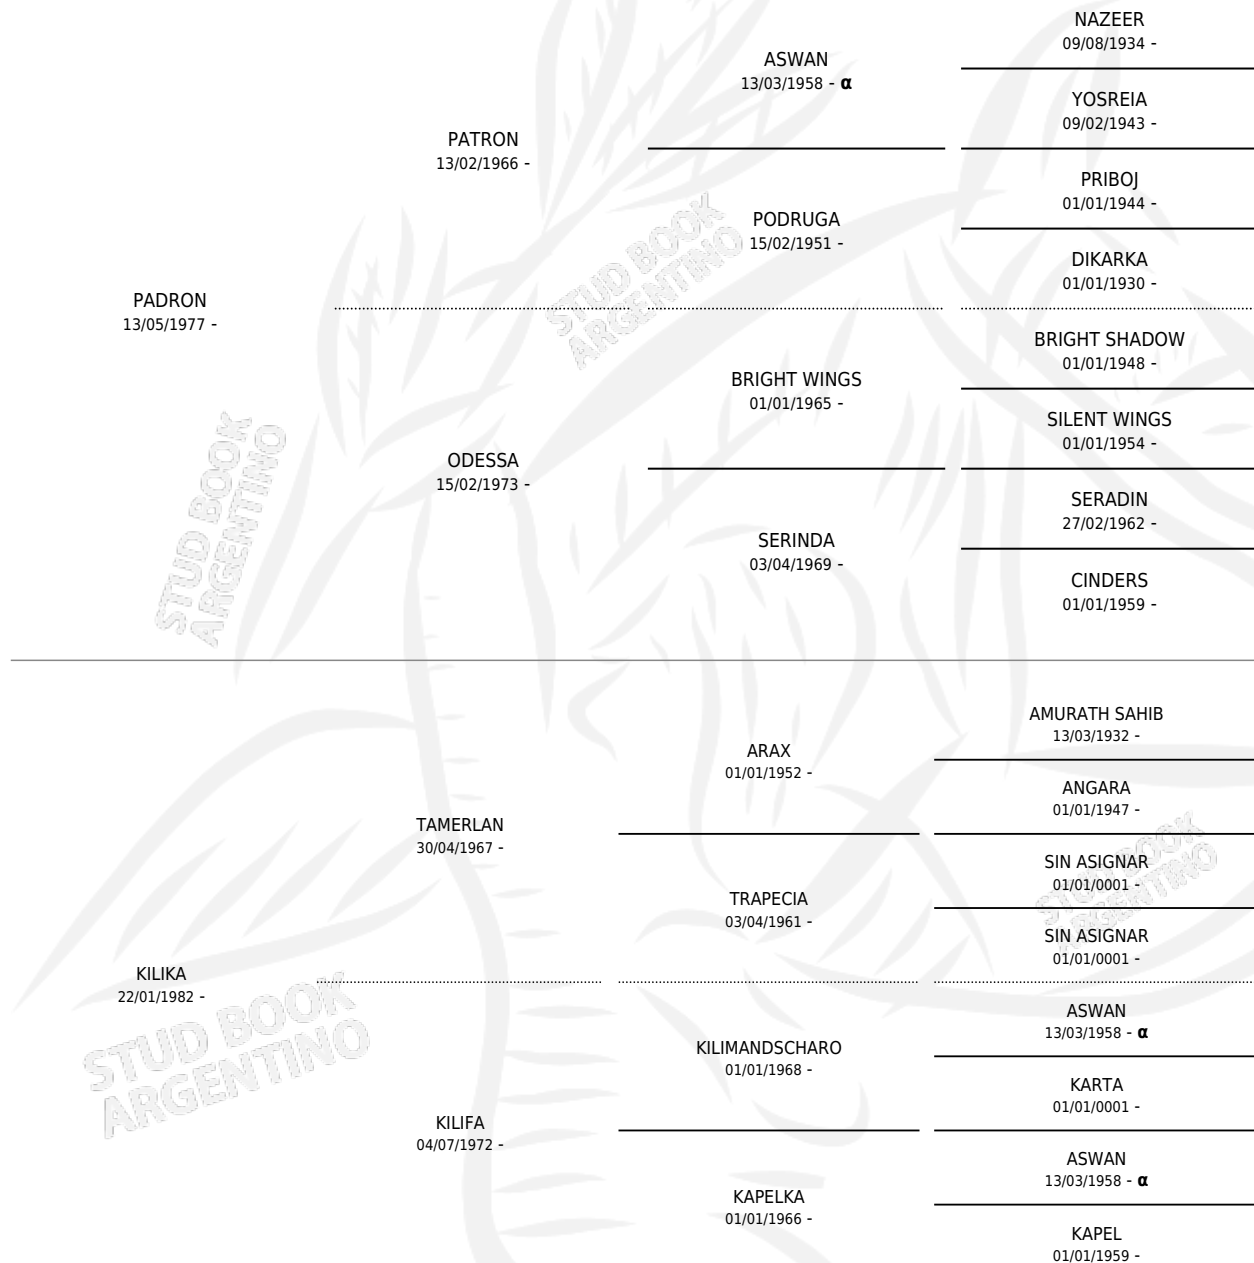 NAZEER
09/08/1934 -
ASWAN
13/03/1958 - α
YOSREIA
09/02/1943 -
PATRON
13/02/1966 -
PRIBOJ
01/01/1944 -
PODRUGA
15/02/1951 -
DIKARKA
01/01/1930 -
PADRON
13/05/1977 -
BRIGHT SHADOW
01/01/1948 -
BRIGHT WINGS
01/01/1965 -
SILENT WINGS
01/01/1954 -
ODESSA
15/02/1973 -
SERADIN
27/02/1962 -
SERINDA
03/04/1969 -
CINDERS
01/01/1959 -
AMURATH SAHIB
13/03/1932 -
ARAX
01/01/1952 -
ANGARA
01/01/1947 -
TAMERLAN
30/04/1967 -
SIN ASIGNAR
01/01/0001 -
TRAPECIA
03/04/1961 -
SIN ASIGNAR
01/01/0001 -
KILIKA
22/01/1982 -
ASWAN
13/03/1958 - α
KILIMANDSCHARO
01/01/1968 -
KARTA
01/01/0001 -
KILIFA
04/07/1972 -
ASWAN
13/03/1958 - α
KAPELKA
01/01/1966 -
KAPEL
01/01/1959 -
STUD BOOK
ARGENTINO
STUD BOOK
ARGENTINO
STUD BOOK
ARGENTINO
STUD BOOK
ARGENTINO